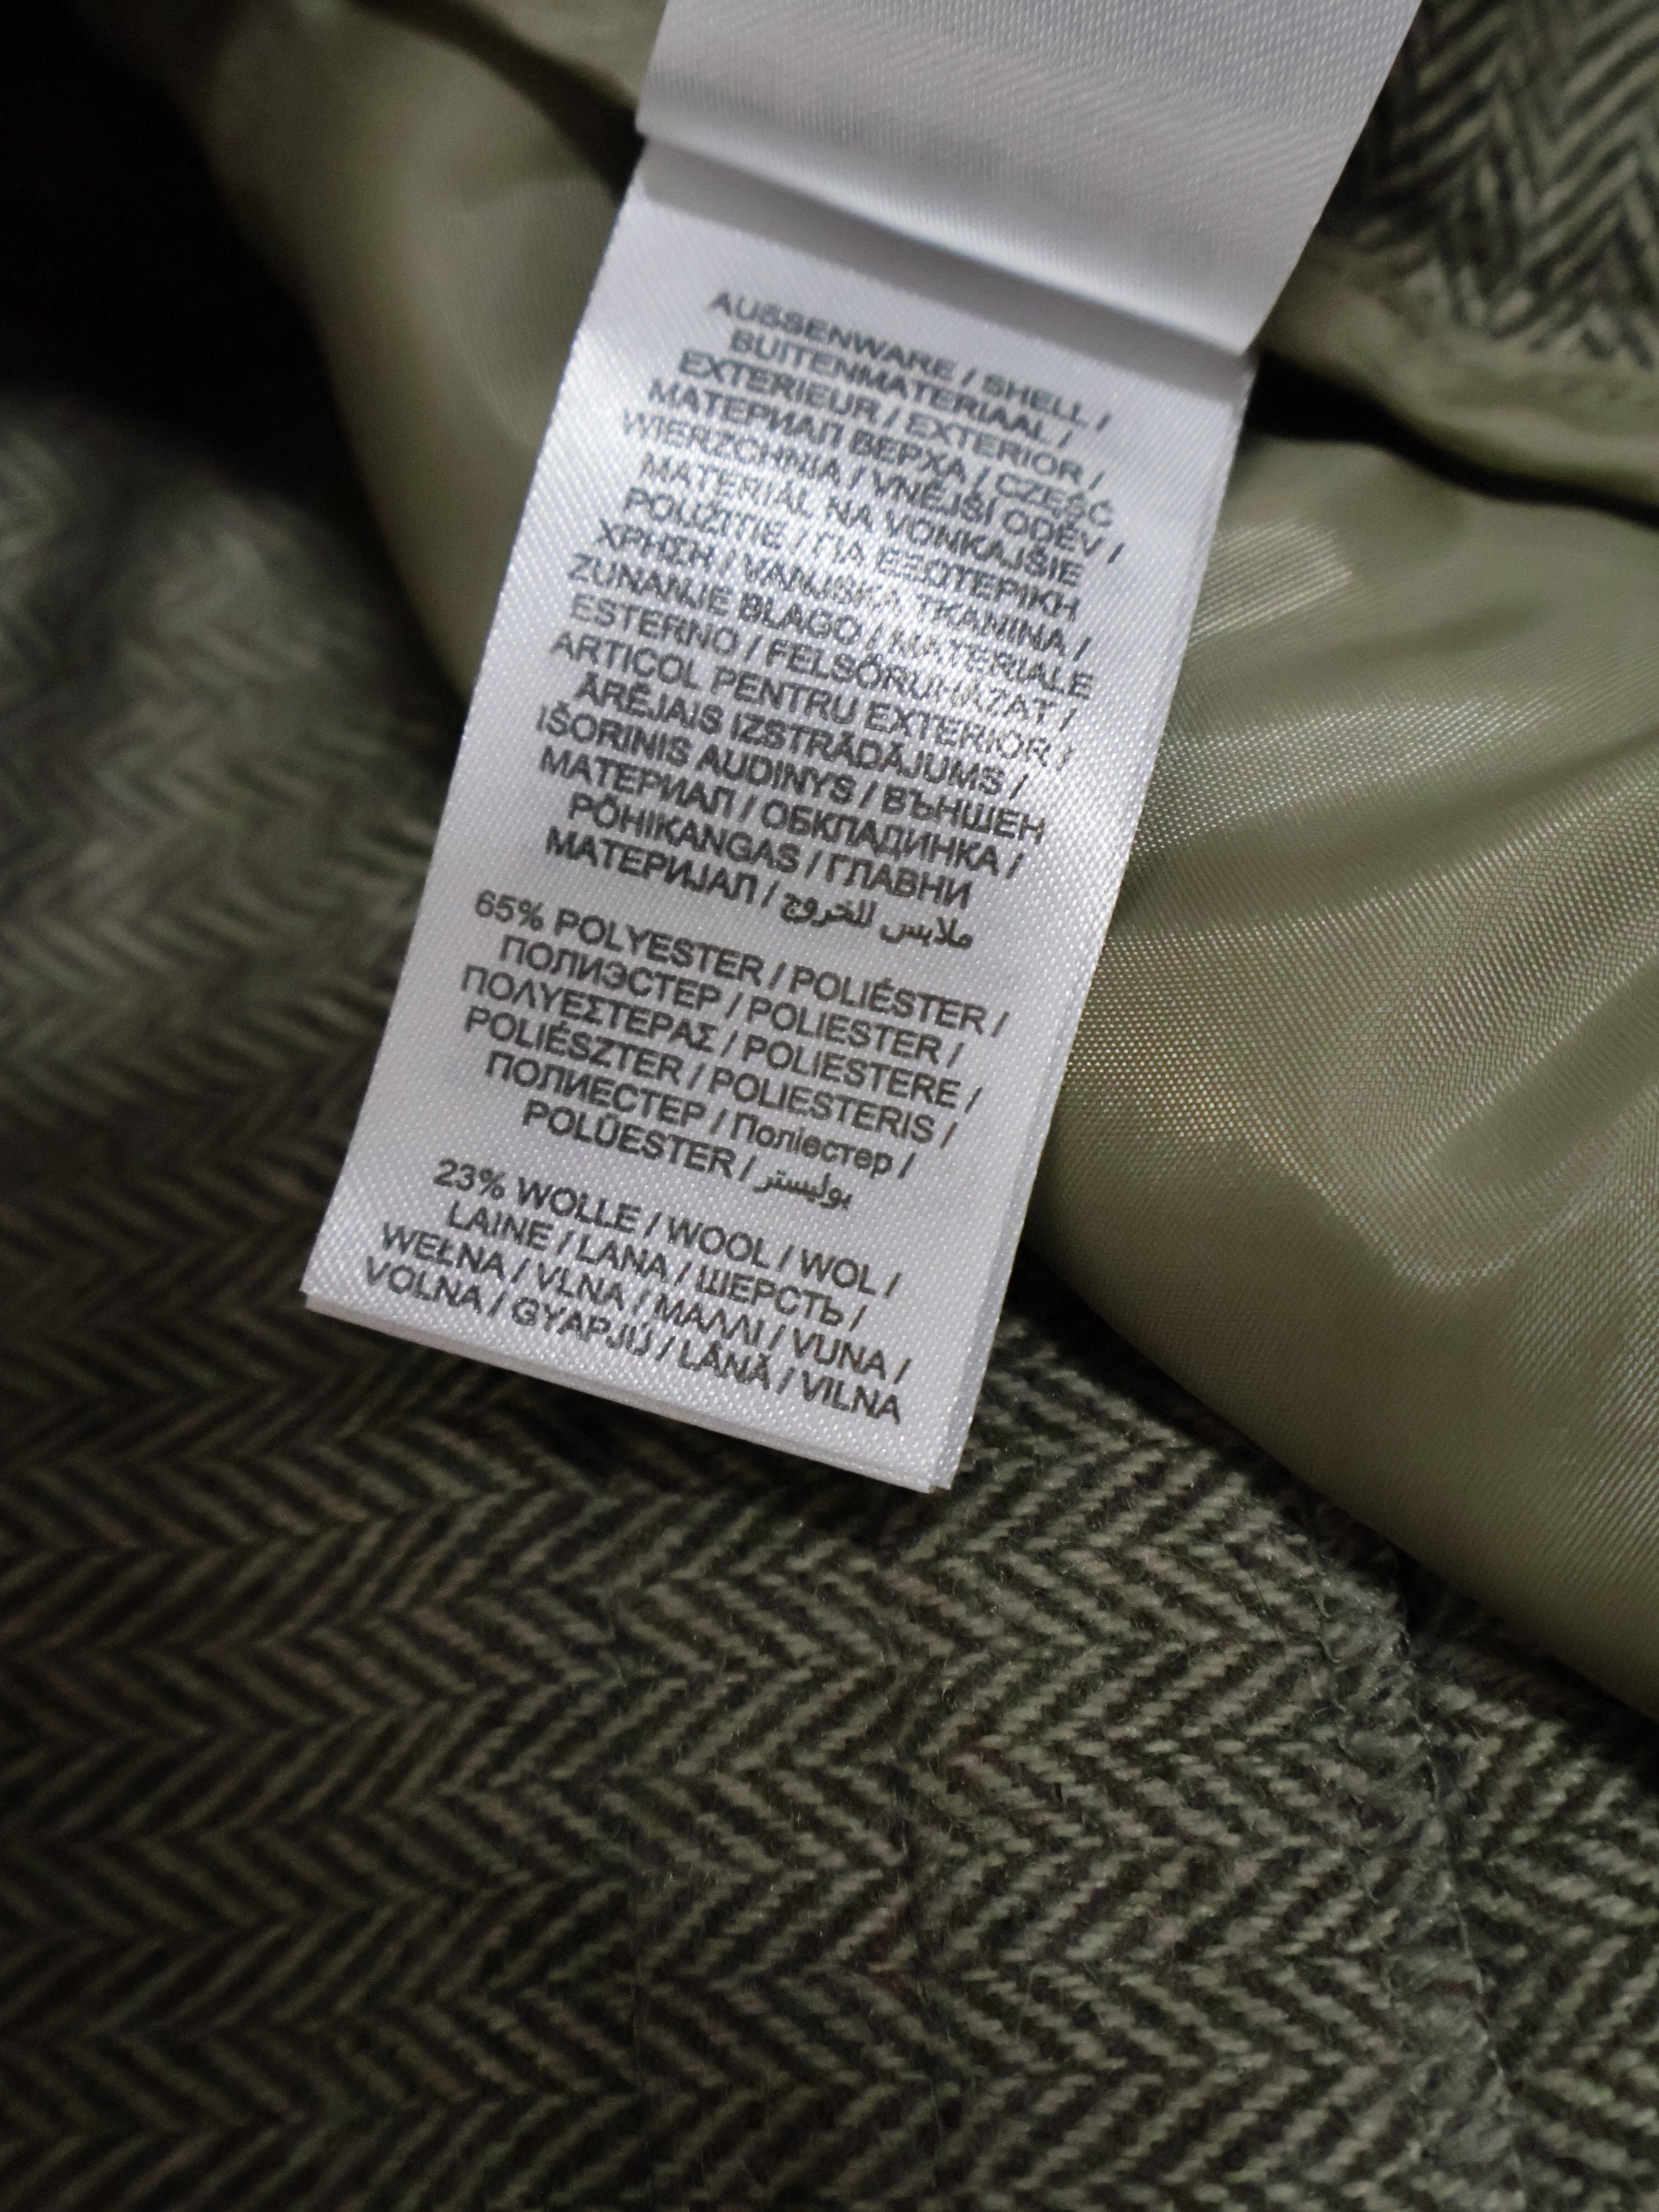 AUSSENWARE / SHELL /
BUITENMATERIAAL /
EXTERIEUR / EXTERIOR /
МАТЕРИАЛ ВЕРХА / CZĘŚĆ
WIERZCHNIA / VNĚJŠÍ ODĚV /
MATERIÁL NA VONKAJŠIE
POUŽITIE / ΓΙΑ ΕΞΩΤΕΡΙΚΗ
ΧΡΗΣΗ / VANJSKA TKANINA /
ZUNANJE BLAGO / MATERIALE
ESTERNO / FELSŐRUHÁZAT /
ARTICOL PENTRU EXTERIOR /
ĀRĒJAIS IZSTRĀDĀJUMS /
IŠORINIS AUDINYS / ВЪНШЕН
МАТЕРИАЛ / ОБКЛАДИНКА /
PÕHIKANGAS / ГЛАВНИ
МАТЕРИЈАЛ / ملابس للخروج
65% POLYESTER / POLIÉSTER /
ПОЛИЭСТЕР / POLIESTER /
ΠΟΛΥΕΣΤΕΡΑΣ / POLIESTERE /
POLIÉSZTER / POLIESTERIS /
ПОЛИЕСТЕР / Поліестер /
POLÜESTER / بوليستر
23% WOLLE / WOOL / WOL /
LAINE / LANA / ШЕРСТЬ /
WEŁNA / VLNA / ΜΑΛΛΙ / VUNA /
VOLNA / GYAPJÚ / LÂNĂ / VILNA